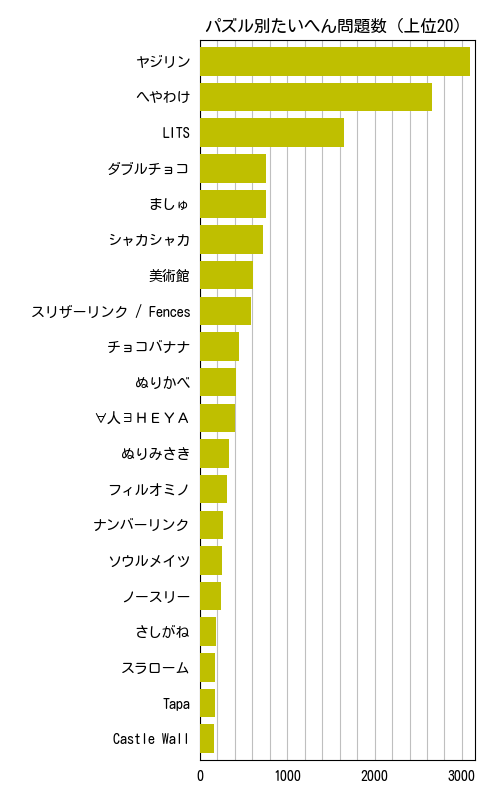 パズル別たいへん問題数 (上位20)
ヤジリン
へやわけ
LITS
ダブルチョコ
ましゅ
シャカシャカ
美術館
スリザーリンク / Fences
チョコバナナ
ぬりかべ
∀人∃ＨＥＹＡ
ぬりみさき
フィルオミノ
ナンバーリンク
ソウルメイツ
ノースリー
さしがね
スラローム
Tapa
Castle Wall
0 1000 2000 3000